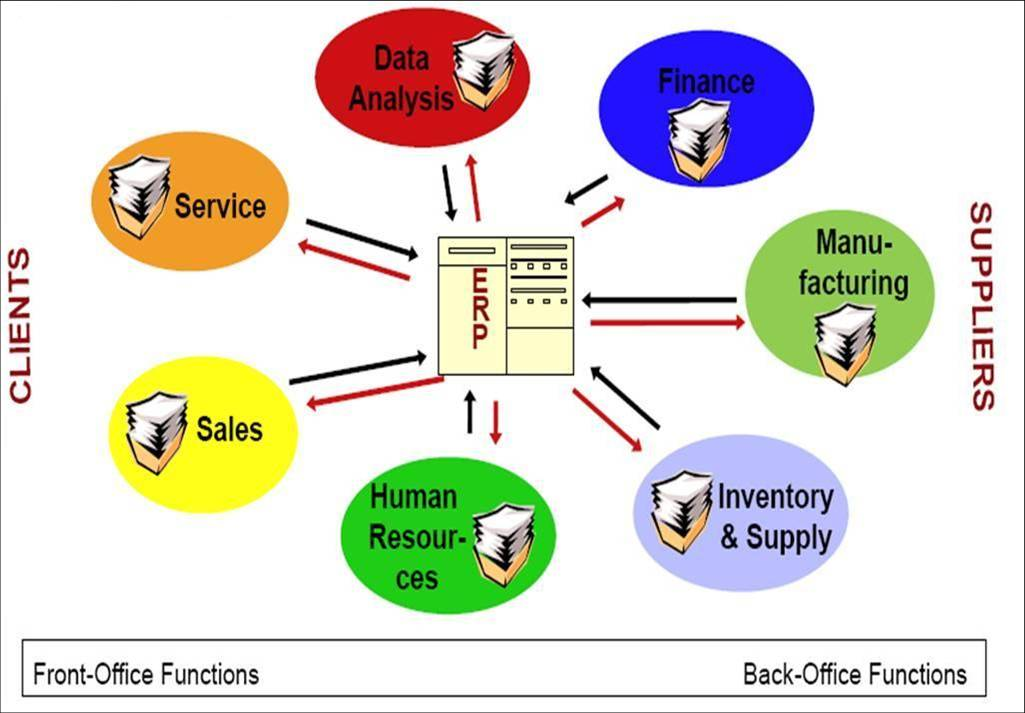 Data
Analysis
Finance
Service
Manu-
facturing
CLIENTS
SUPPLIERS
ERP
Sales
Human
Resour-
ces
Inventory
& Supply
Front-Office Functions
Back-Office Functions